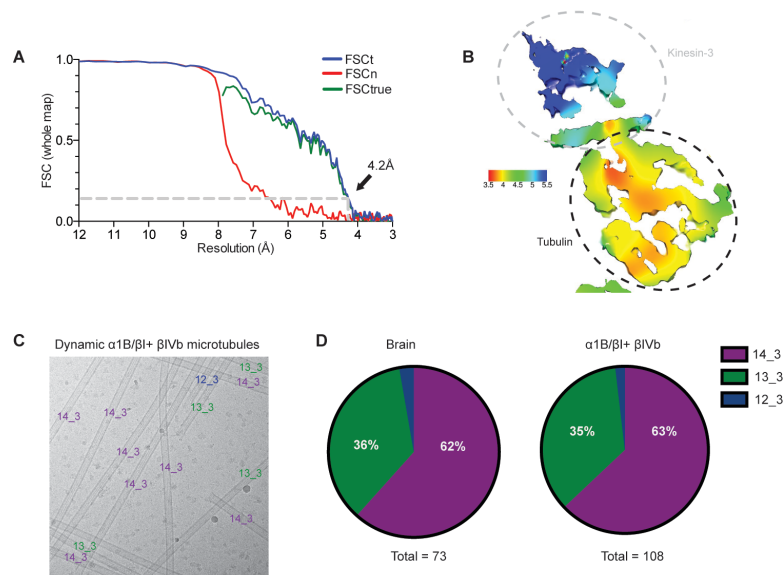 A
1.0
0.5
0.0
FSC (whole map)
FSCt
FSCn
FSCtrue
4.2Å
12 11 10 9 8 7 6 5 4 3
Resolution (Å)
B
Kinesin-3
3.5 4 4.5 5 5.5
Tubulin
C
Dynamic α1B/βI+ βIVb microtubules
13_3
12_3
14_3
13_3
14_3
14_3
14_3
14_3
13_3
14_3
13_3
14_3
D
Brain
36%
62%
Total = 73
α1B/βI+ βIVb
35%
63%
Total = 108
14_3
13_3
12_3